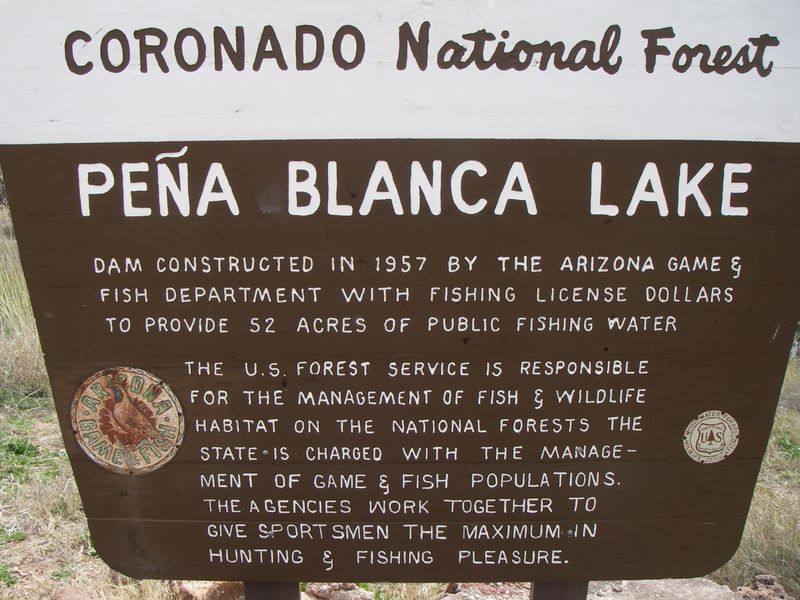 CORONADO National Forest
PEÑA BLANCA LAKE
DAM CONSTRUCTED IN 1957 BY THE ARIZONA GAME &
FISH DEPARTMENT WITH FISHING LICENSE DOLLARS
TO PROVIDE 52 ACRES OF PUBLIC FISHING WATER
THE U.S. FOREST SERVICE IS RESPONSIBLE
FOR THE MANAGEMENT OF FISH & WILDLIFE
HABITAT ON THE NATIONAL FORESTS THE
STATE IS CHARGED WITH THE MANAGE-
MENT OF GAME & FISH POPULATIONS.
THE AGENCIES WORK TOGETHER TO
GIVE SPORTSMEN THE MAXIMUM IN
HUNTING & FISHING PLEASURE.
ARIZONA
GAME & FISH
WATER
U S